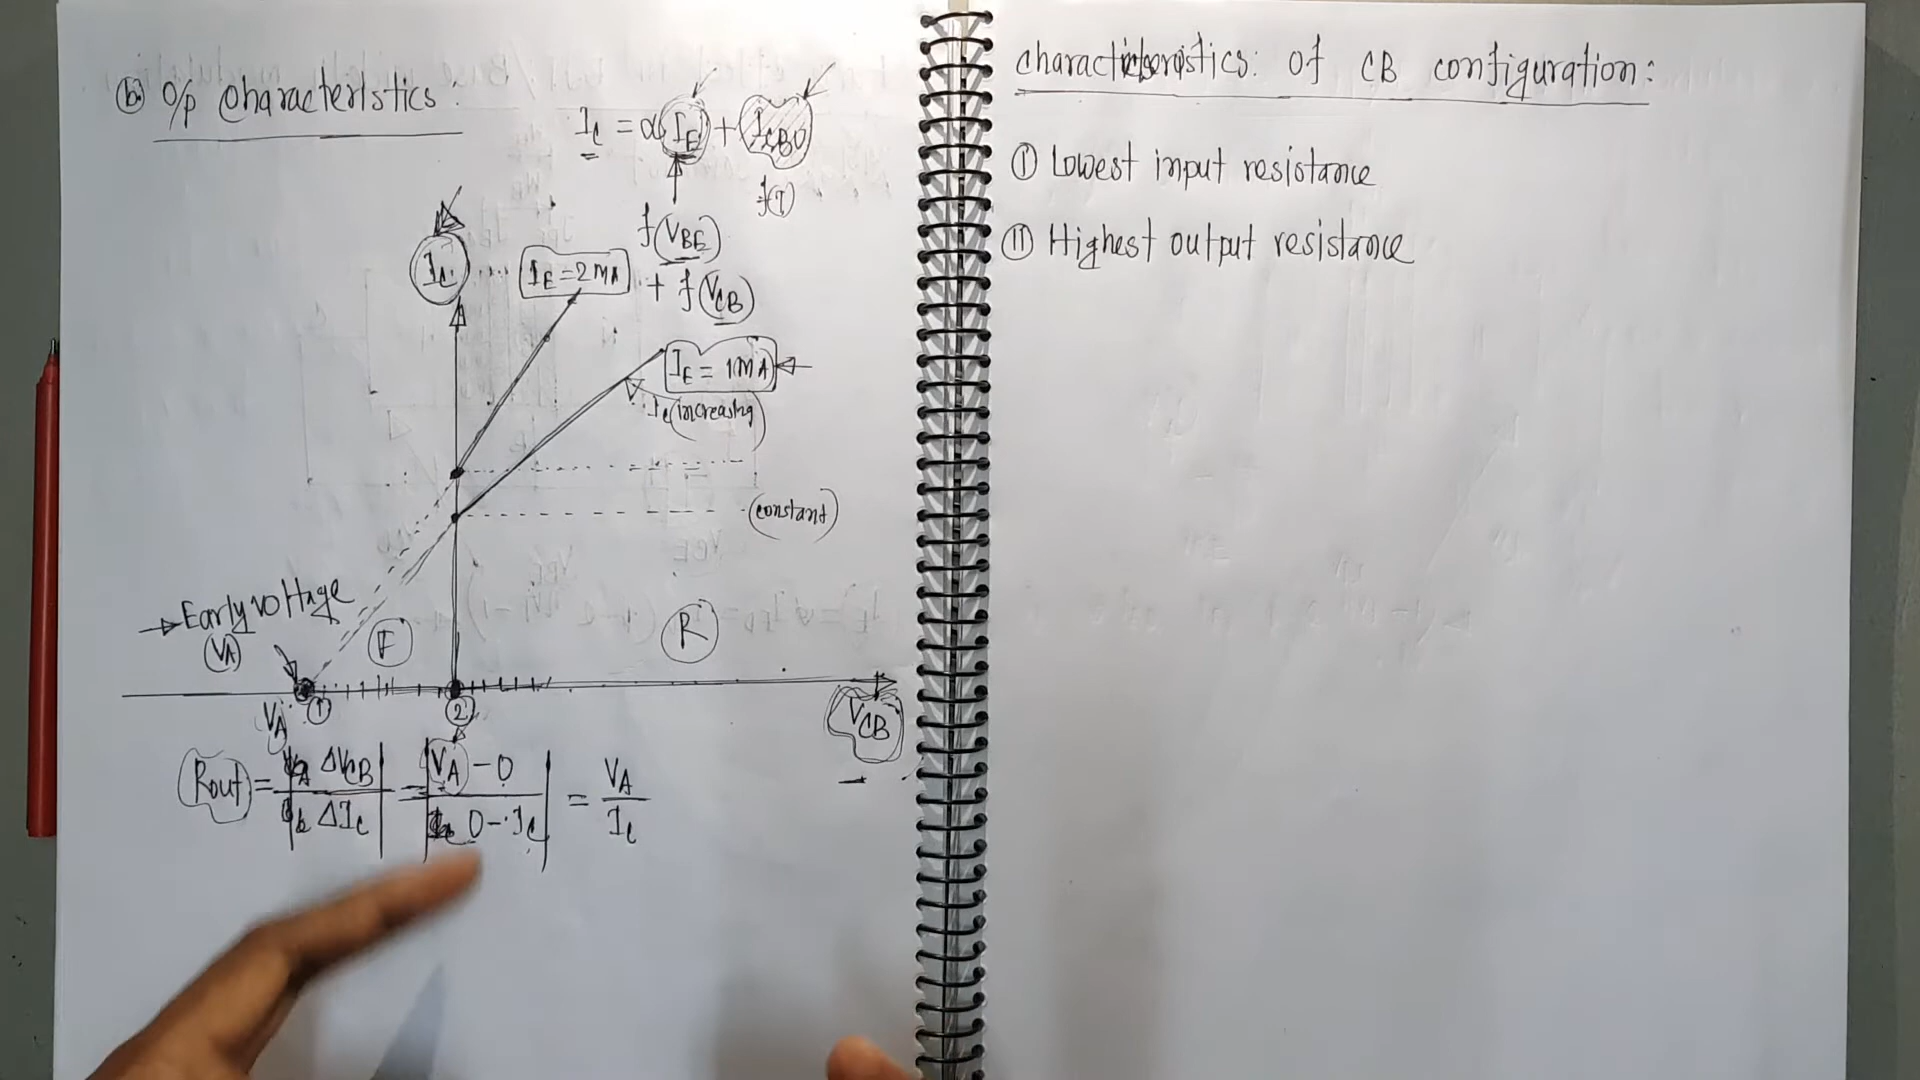 (b) O/p characteristics:
IC = α(IE) + ICBO
f(T)
f(VBE)
+ f(VCB)
IC
IE = 2MA
IE = 1MA
IC (increasing)
(constant)
Early voltage
(VA)
F
R
VA
1
2
VCB
Rout = |ΔVCB / ΔIC| = |VA - 0 / 0 - IC| = VA / IC
characteristics: of CB configuration:
(I) Lowest input resistance
(II) Highest output resistance